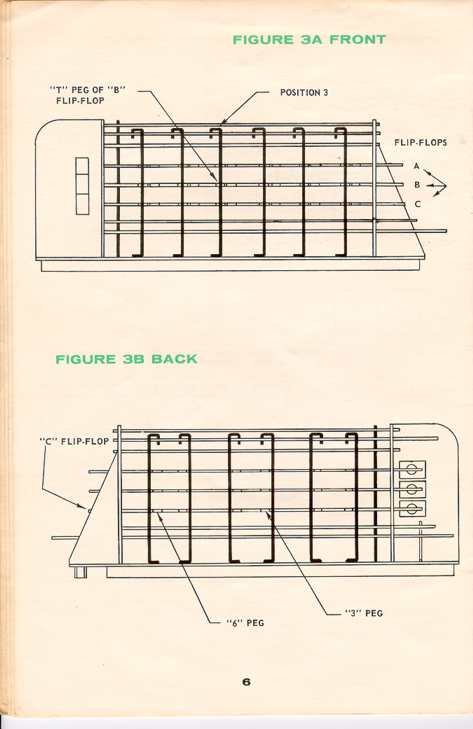 FIGURE 3A FRONT
"T" PEG OF "B"
FLIP-FLOP
POSITION 3
FLIP-FLOPS
A
B
C
FIGURE 3B BACK
"C" FLIP-FLOP
"3" PEG
"6" PEG
6